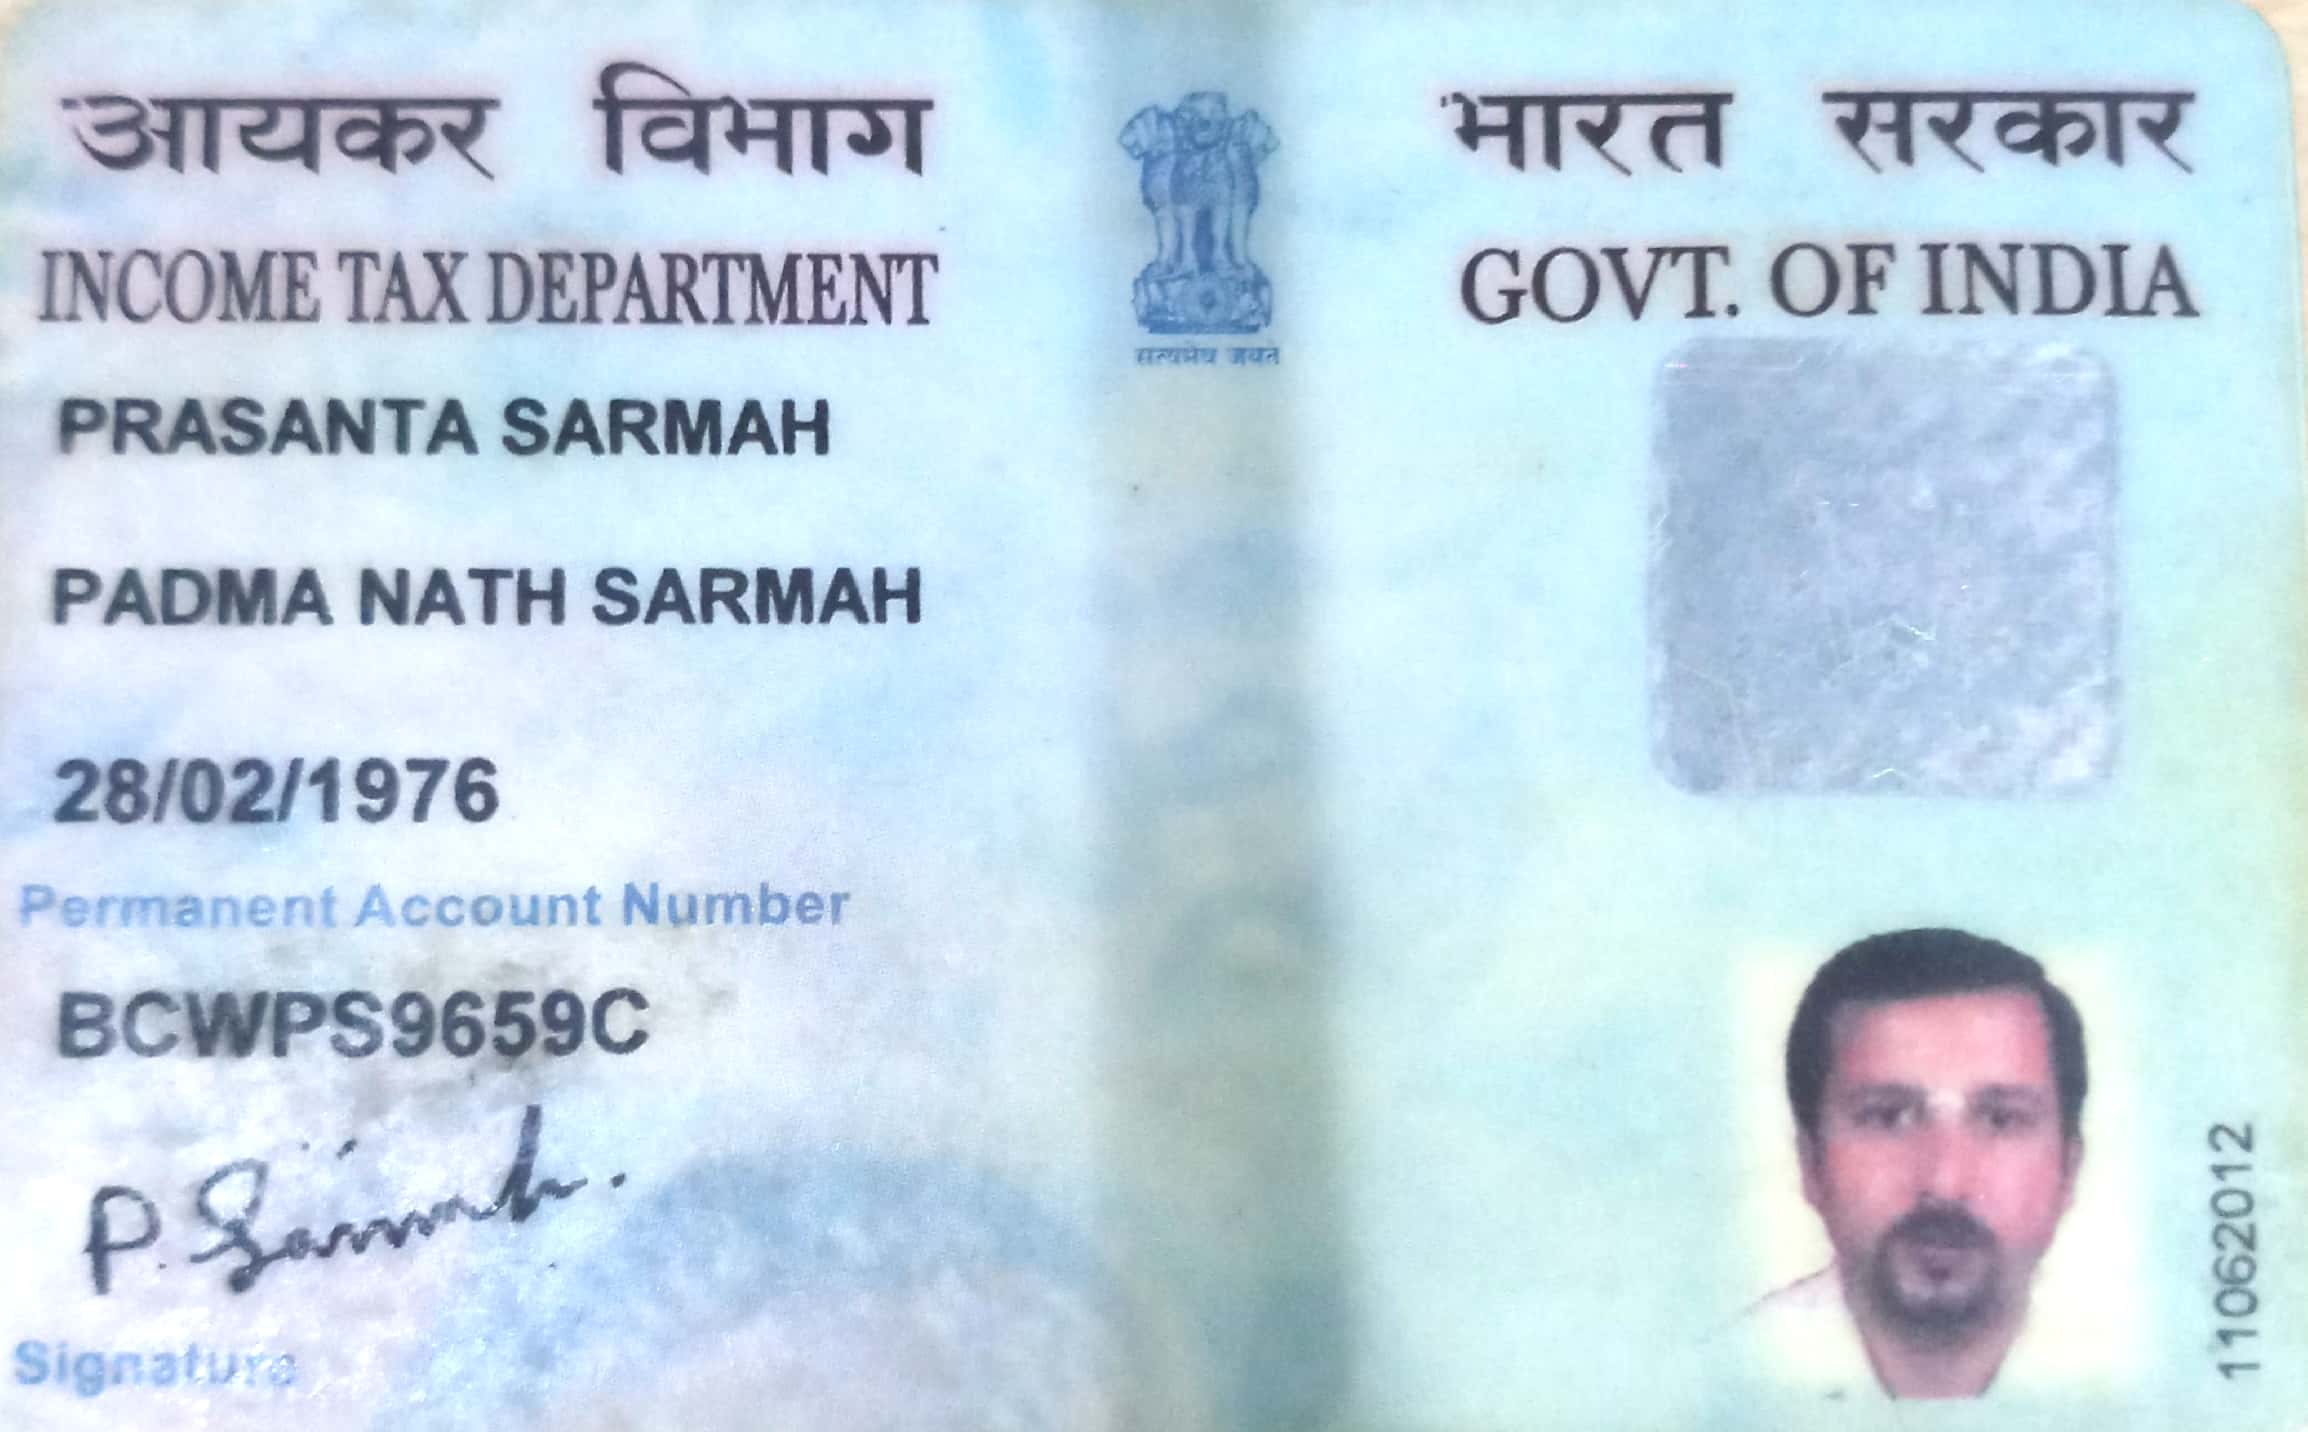 आयकर विभाग
INCOME TAX DEPARTMENT
सत्यमेव जयते
भारत सरकार
GOVT. OF INDIA
PRASANTA SARMAH
PADMA NATH SARMAH
28/02/1976
Permanent Account Number
BCWPS9659C
P. Sarmah.
Signature
11062012